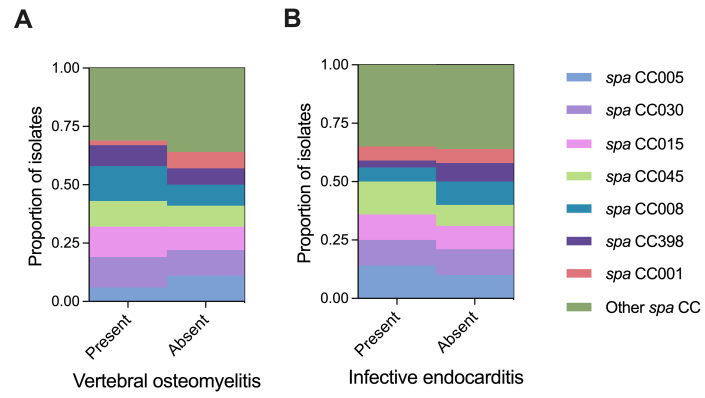 A
B
1.00
0.75
0.50
0.25
0.00
Proportion of isolates
Present
Absent
Vertebral osteomyelitis
1.00
0.75
0.50
0.25
0.00
Proportion of isolates
Present
Absent
Infective endocarditis
spa CC005
spa CC030
spa CC015
spa CC045
spa CC008
spa CC398
spa CC001
Other spa CC